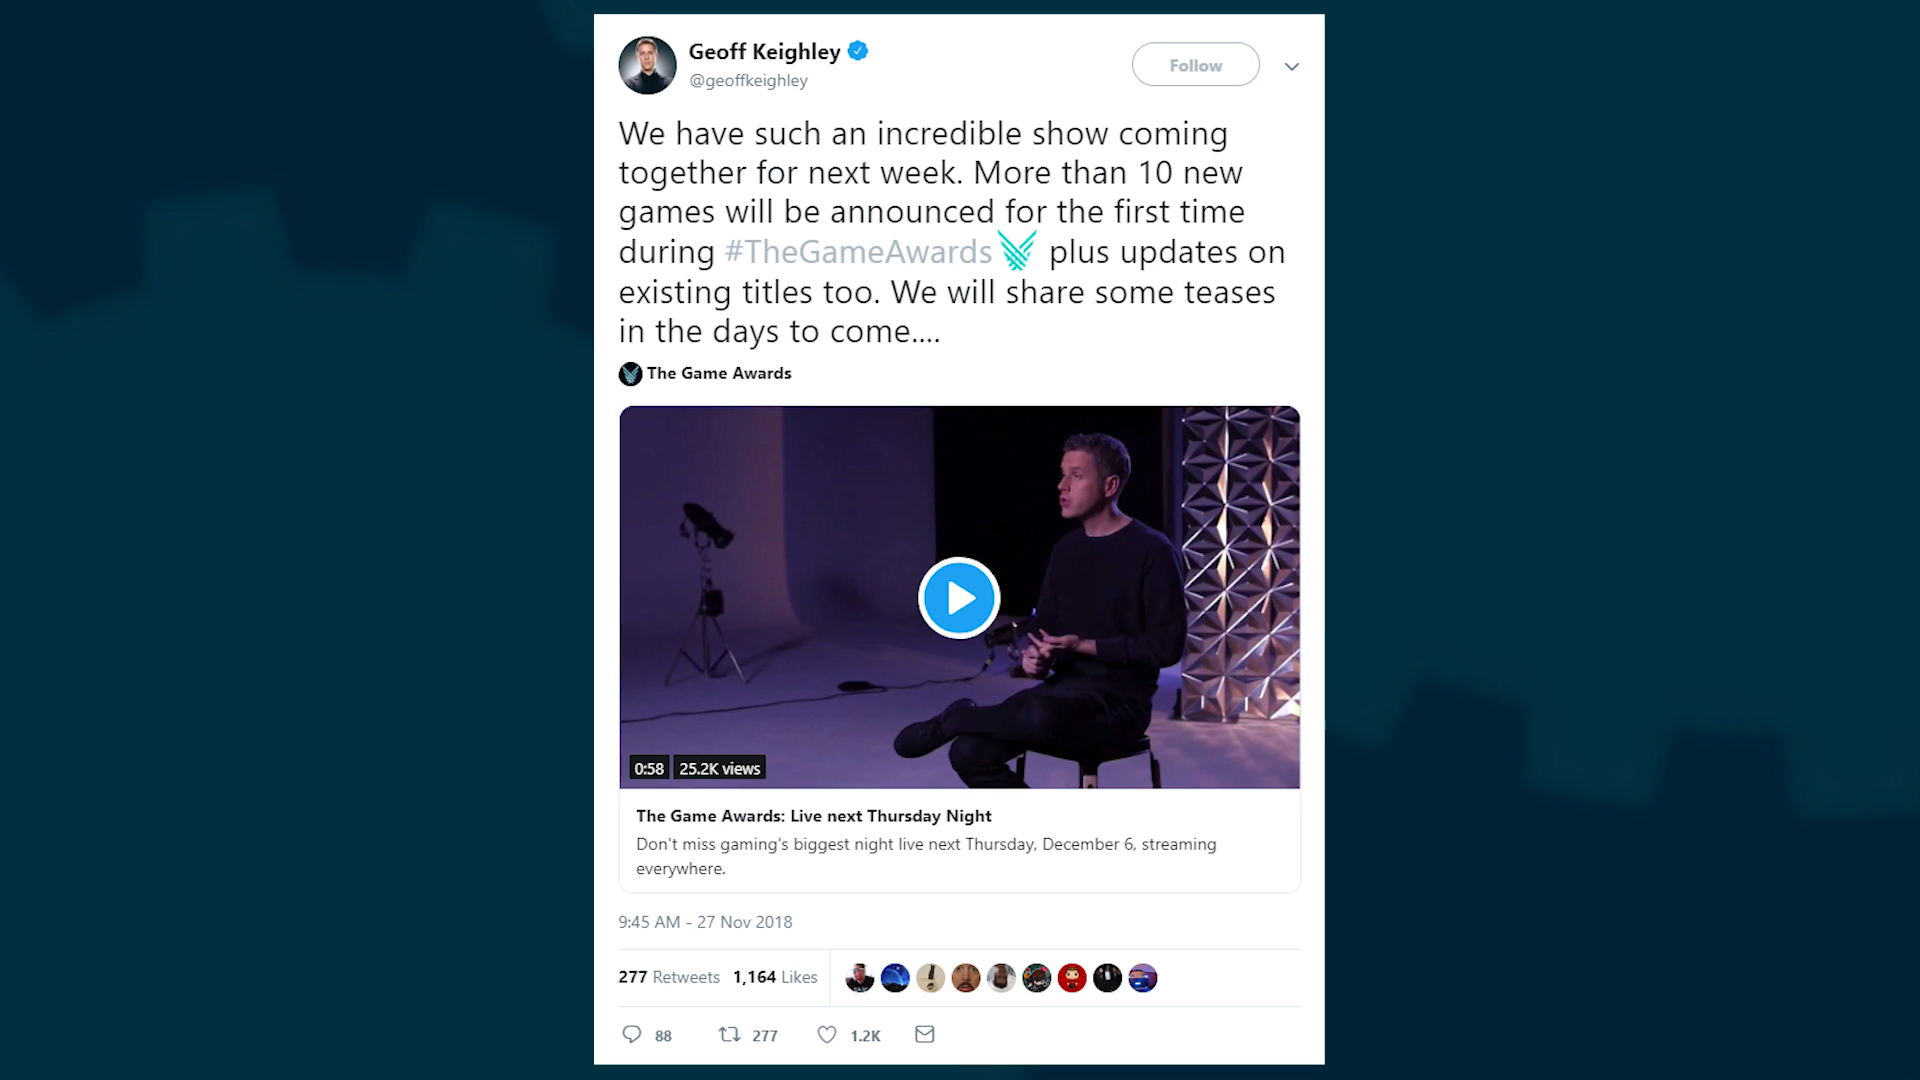 Geoff Keighley
@geoffkeighley
Follow
We have such an incredible show coming
together for next week. More than 10 new
games will be announced for the first time
during #TheGameAwards plus updates on
existing titles too. We will share some teases
in the days to come....
The Game Awards
0:58 25.2K views
The Game Awards: Live next Thursday Night
Don't miss gaming's biggest night live next Thursday, December 6, streaming
everywhere.
9:45 AM - 27 Nov 2018
277 Retweets 1,164 Likes
88 277 1.2K